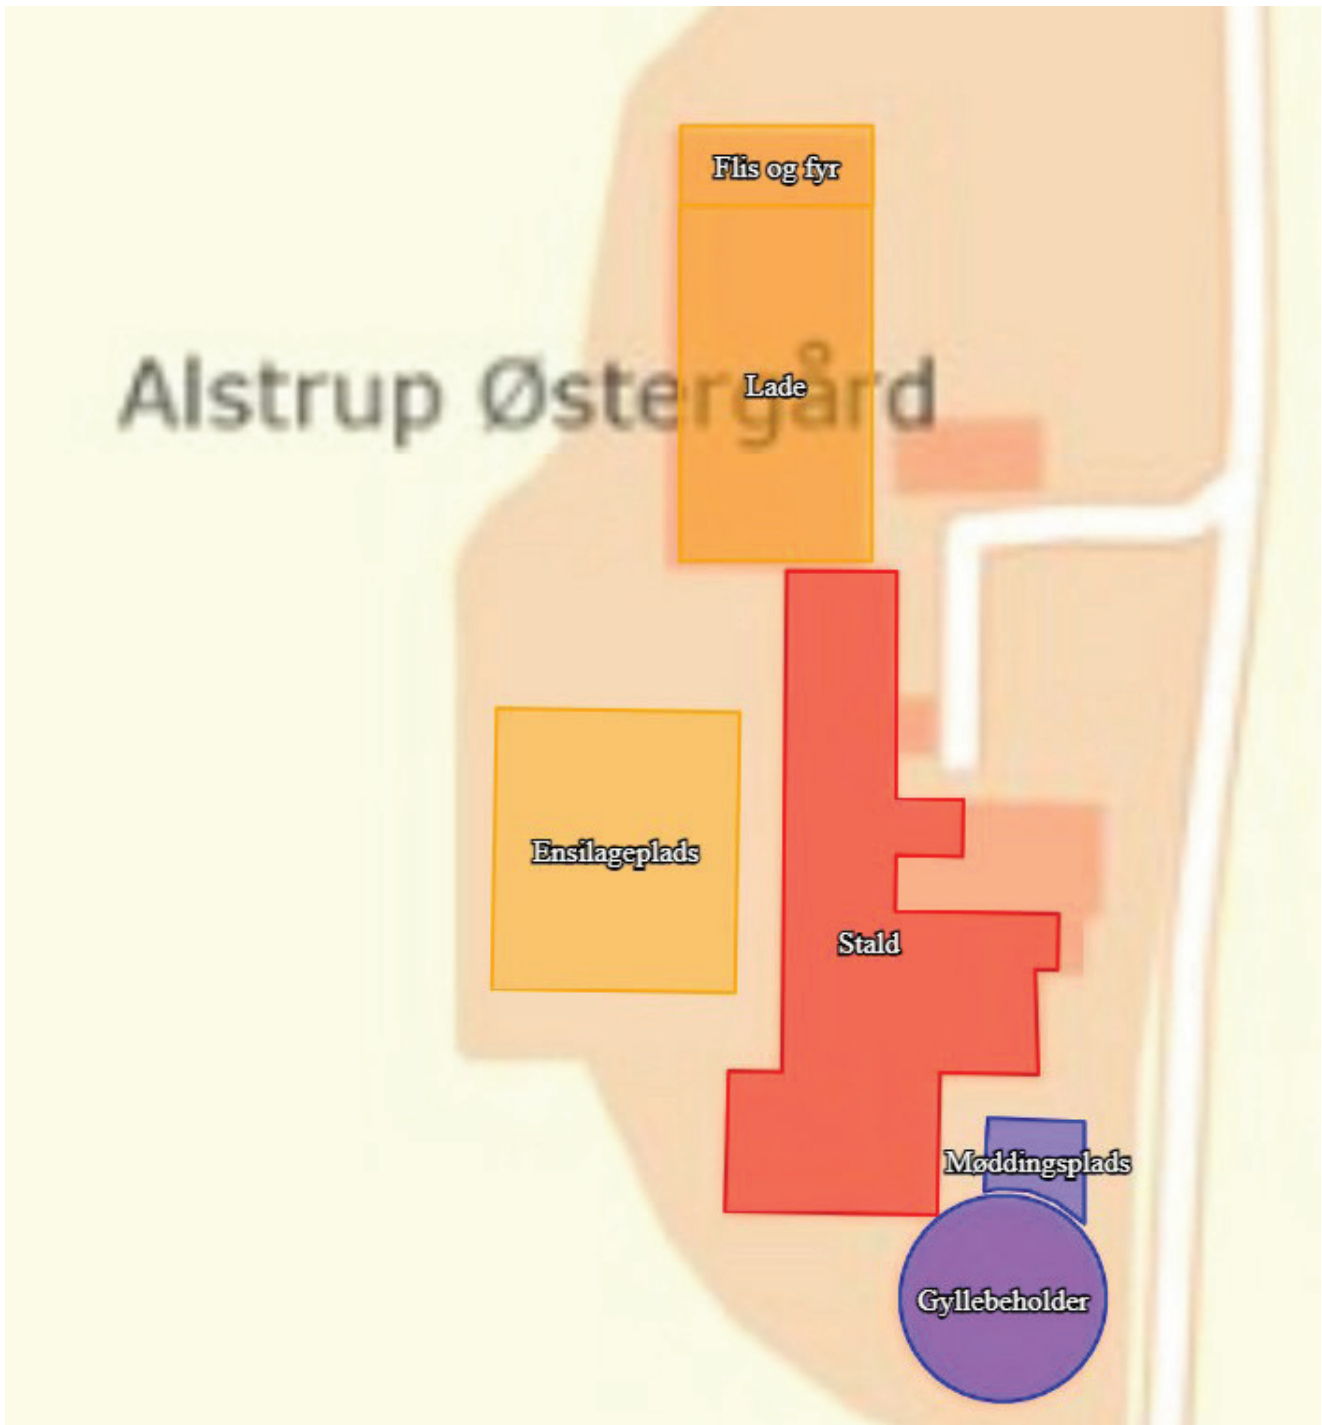 Flis og fyr
Alstrup Østergård
Lade
Ensilageplads
Stald
Møddingsplads
Gyllebeholder